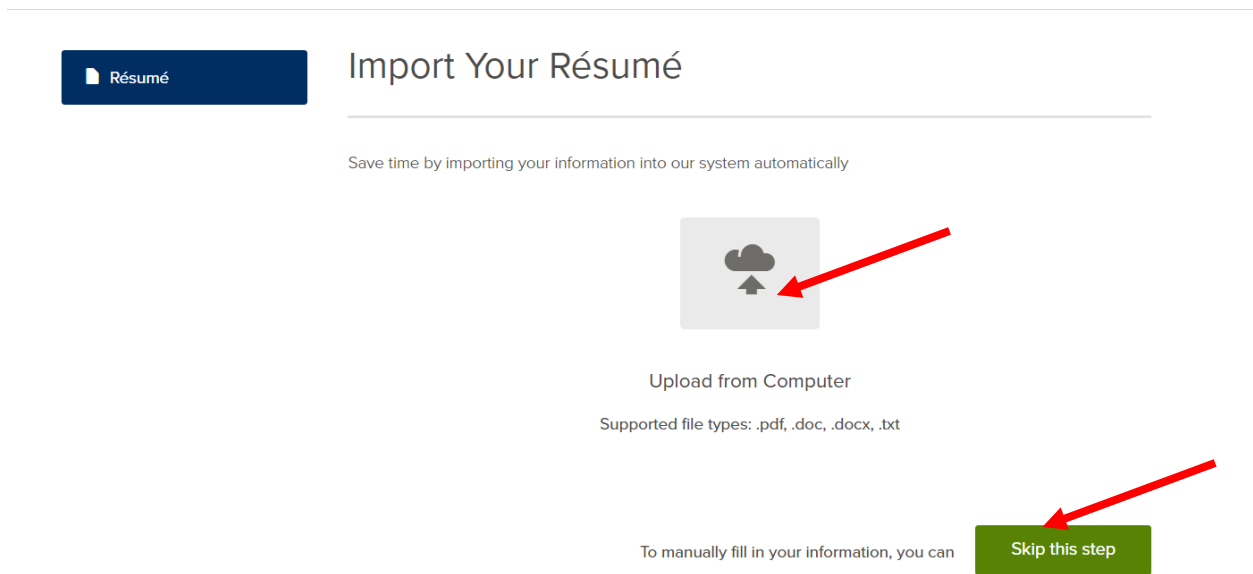 Résumé
Import Your Résumé
Save time by importing your information into our system automatically
Upload from Computer
Supported file types: .pdf, .doc, .docx, .txt
To manually fill in your information, you can
Skip this step